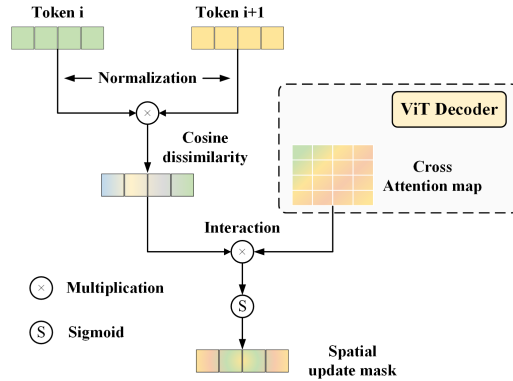 Token i
Token i+1
Normalization
ViT Decoder
Cosine
dissimilarity
Cross
Attention map
Interaction
Multiplication
S
S
Sigmoid
Spatial
update mask